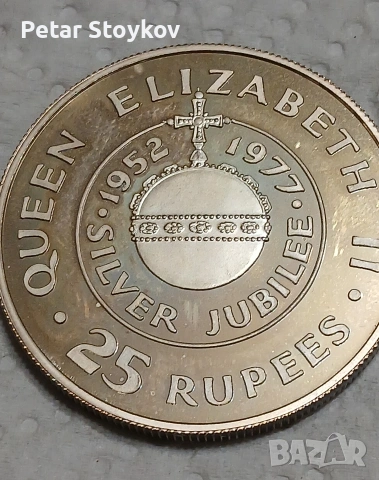 Petar Stoykov
QUEEN ELIZABETH II
· 1952 1977 ·
SILVER JUBILEE
· 25 RUPEES ·
BAZAR